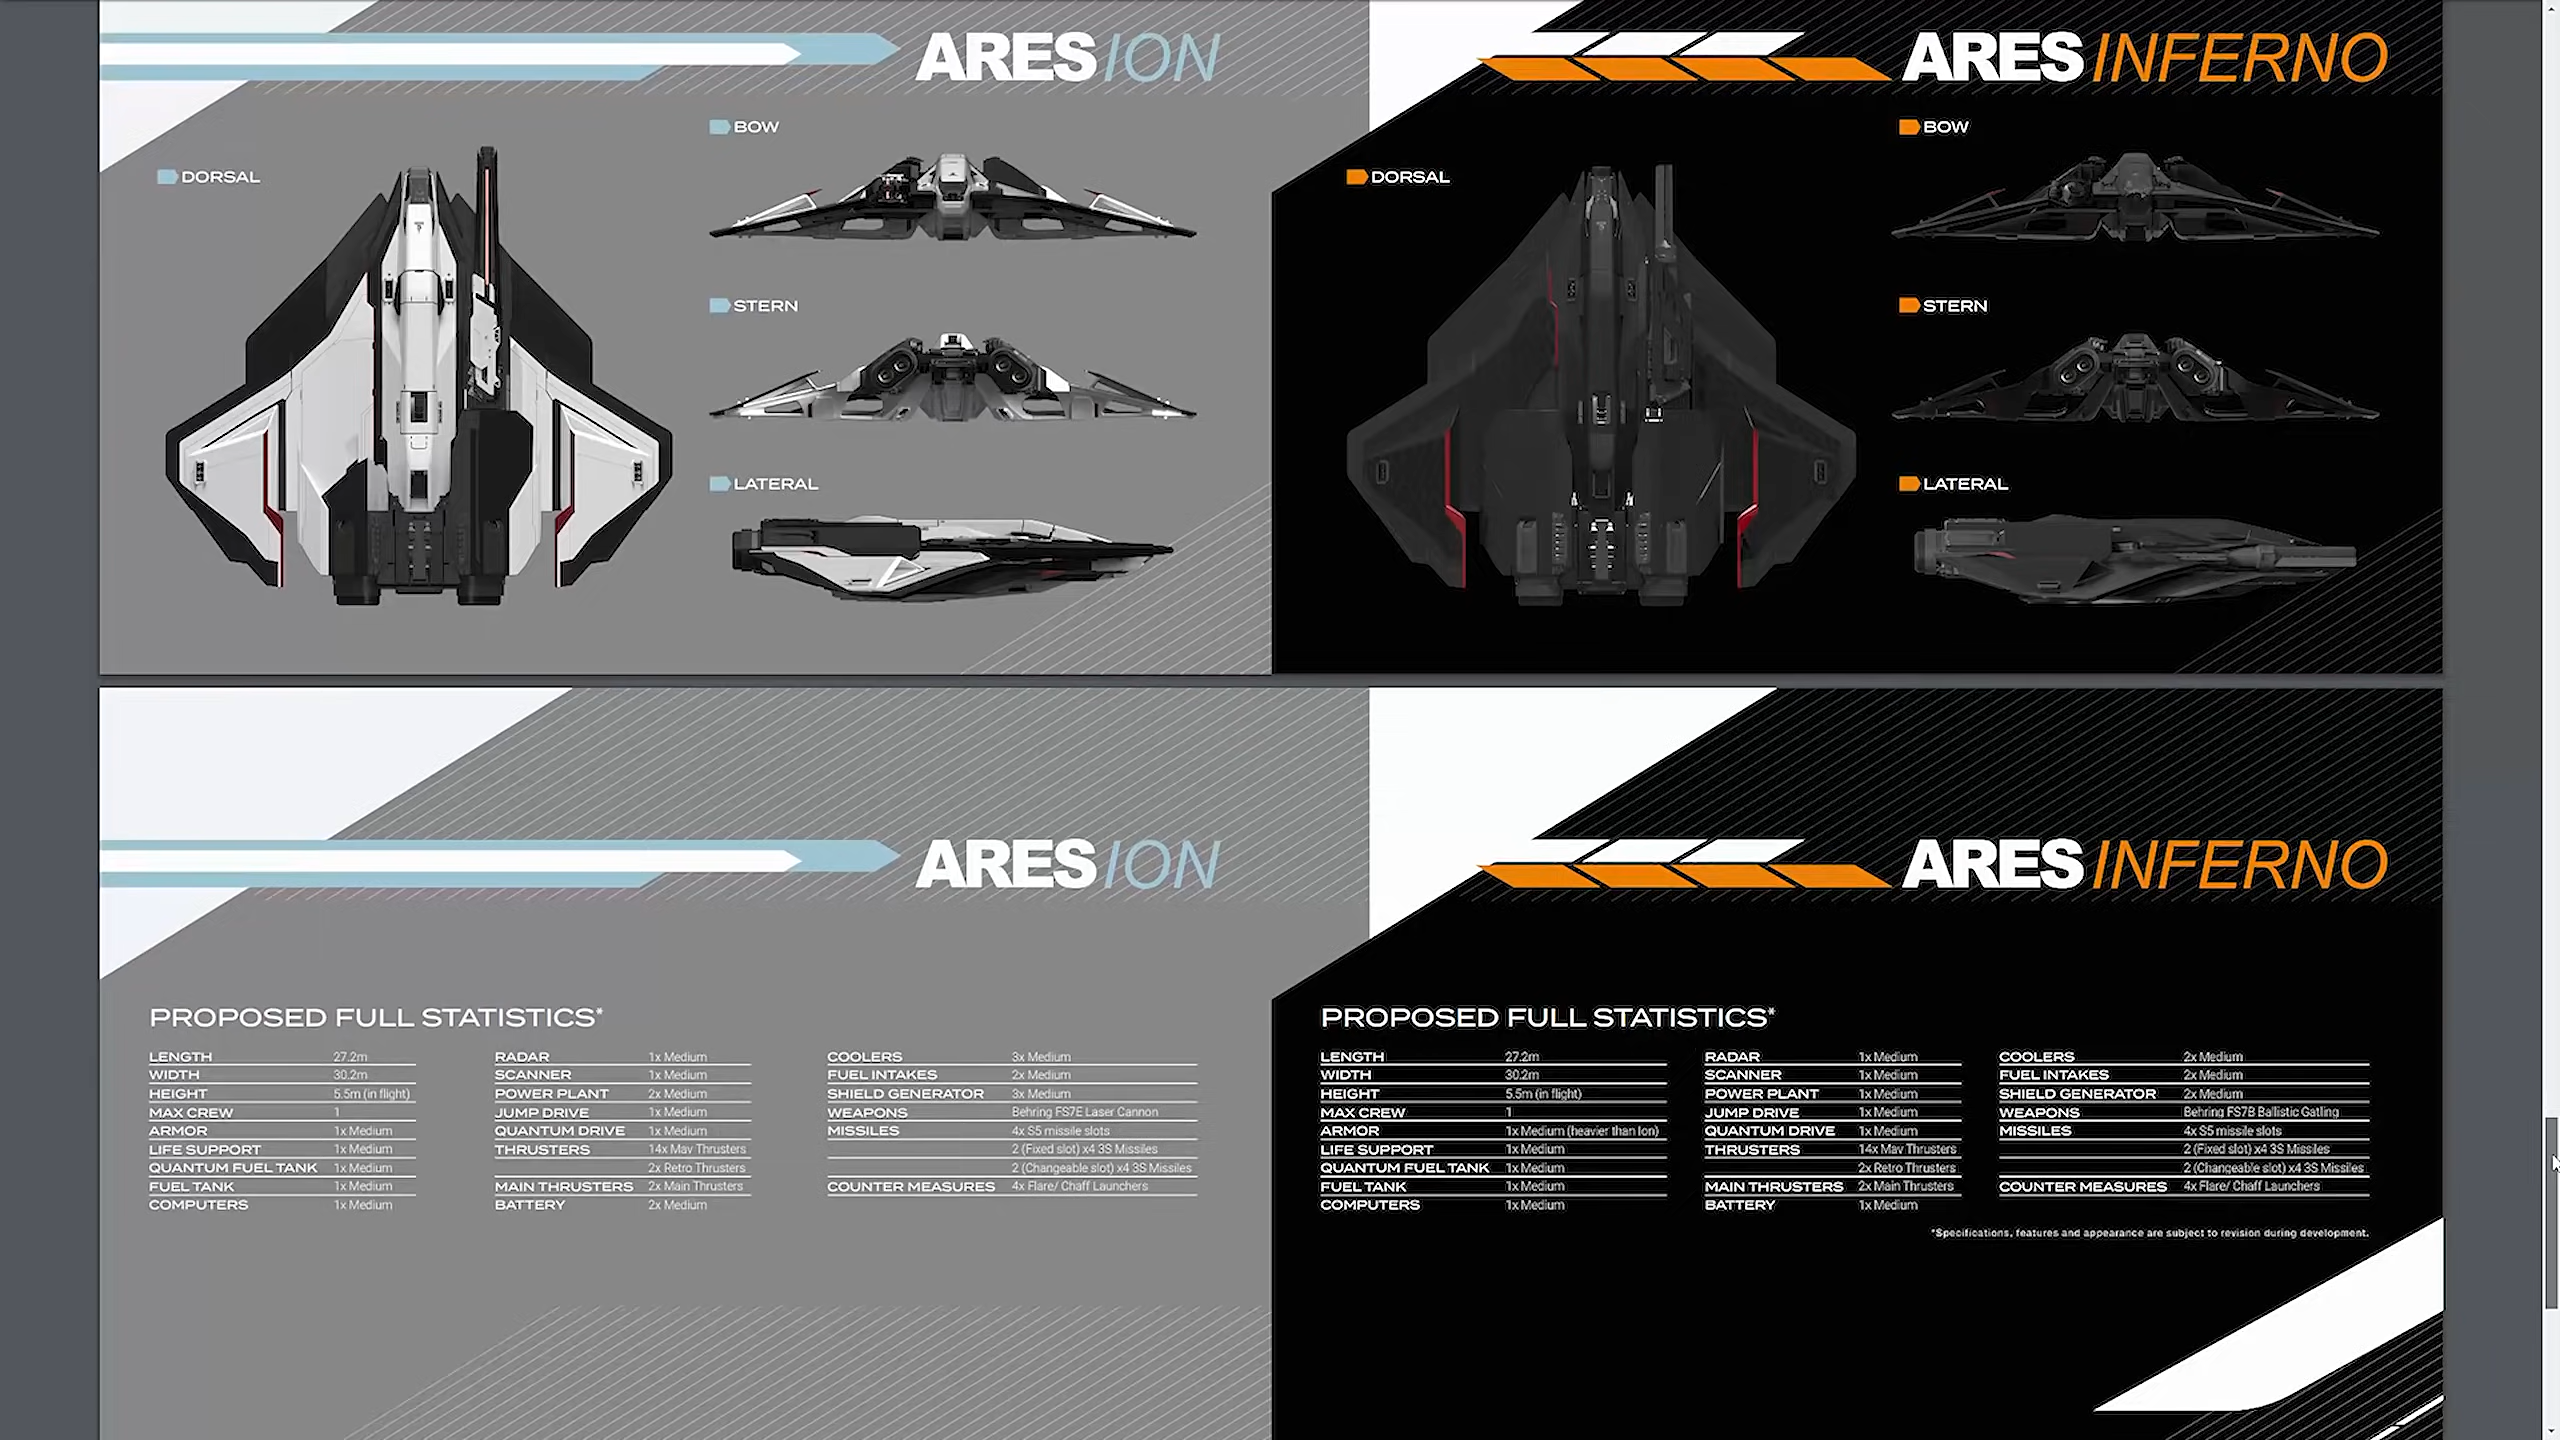 ARES ION
DORSAL
BOW
STERN
LATERAL
ARES INFERNO
DORSAL
BOW
STERN
LATERAL
ARES ION
PROPOSED FULL STATISTICS*
LENGTH 27.2m
WIDTH 30.2m
HEIGHT 5.5m (in flight)
MAX CREW 1
ARMOR 1x Medium
LIFE SUPPORT 1x Medium
QUANTUM FUEL TANK 1x Medium
FUEL TANK 1x Medium
COMPUTERS 1x Medium
RADAR 1x Medium
SCANNER 1x Medium
POWER PLANT 2x Medium
JUMP DRIVE 1x Medium
QUANTUM DRIVE 1x Medium
THRUSTERS 14x Mav Thrusters
2x Retro Thrusters
MAIN THRUSTERS 2x Main Thrusters
BATTERY 2x Medium
COOLERS 3x Medium
FUEL INTAKES 2x Medium
SHIELD GENERATOR 3x Medium
WEAPONS Behring FS7E Laser Cannon
MISSILES 4x S5 missile slots
2 (Fixed slot) x4 3S Missiles
2 (Changeable slot) x4 3S Missiles
COUNTER MEASURES 4x Flare/ Chaff Launchers
ARES INFERNO
PROPOSED FULL STATISTICS*
LENGTH 27.2m
WIDTH 30.2m
HEIGHT 5.5m (in flight)
MAX CREW 1
ARMOR 1x Medium (heavier than Ion)
LIFE SUPPORT 1x Medium
QUANTUM FUEL TANK 1x Medium
FUEL TANK 1x Medium
COMPUTERS 1x Medium
RADAR 1x Medium
SCANNER 1x Medium
POWER PLANT 1x Medium
JUMP DRIVE 1x Medium
QUANTUM DRIVE 1x Medium
THRUSTERS 14x Mav Thrusters
2x Retro Thrusters
MAIN THRUSTERS 2x Main Thrusters
BATTERY 1x Medium
COOLERS 2x Medium
FUEL INTAKES 2x Medium
SHIELD GENERATOR 2x Medium
WEAPONS Behring FS7B Ballistic Gatling
MISSILES 4x S5 missile slots
2 (Fixed slot) x4 3S Missiles
2 (Changeable slot) x4 3S Missiles
COUNTER MEASURES 4x Flare/ Chaff Launchers
*Specifications, features and appearance are subject to revision during development.